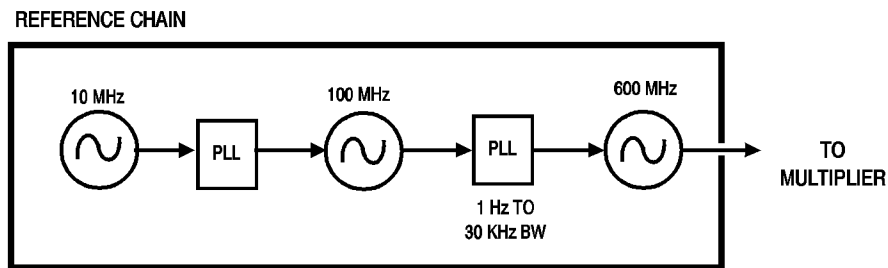 REFERENCE CHAIN
10 MHz
100 MHz
600 MHz
PLL
PLL
1 Hz TO
30 KHz BW
TO
MULTIPLIER